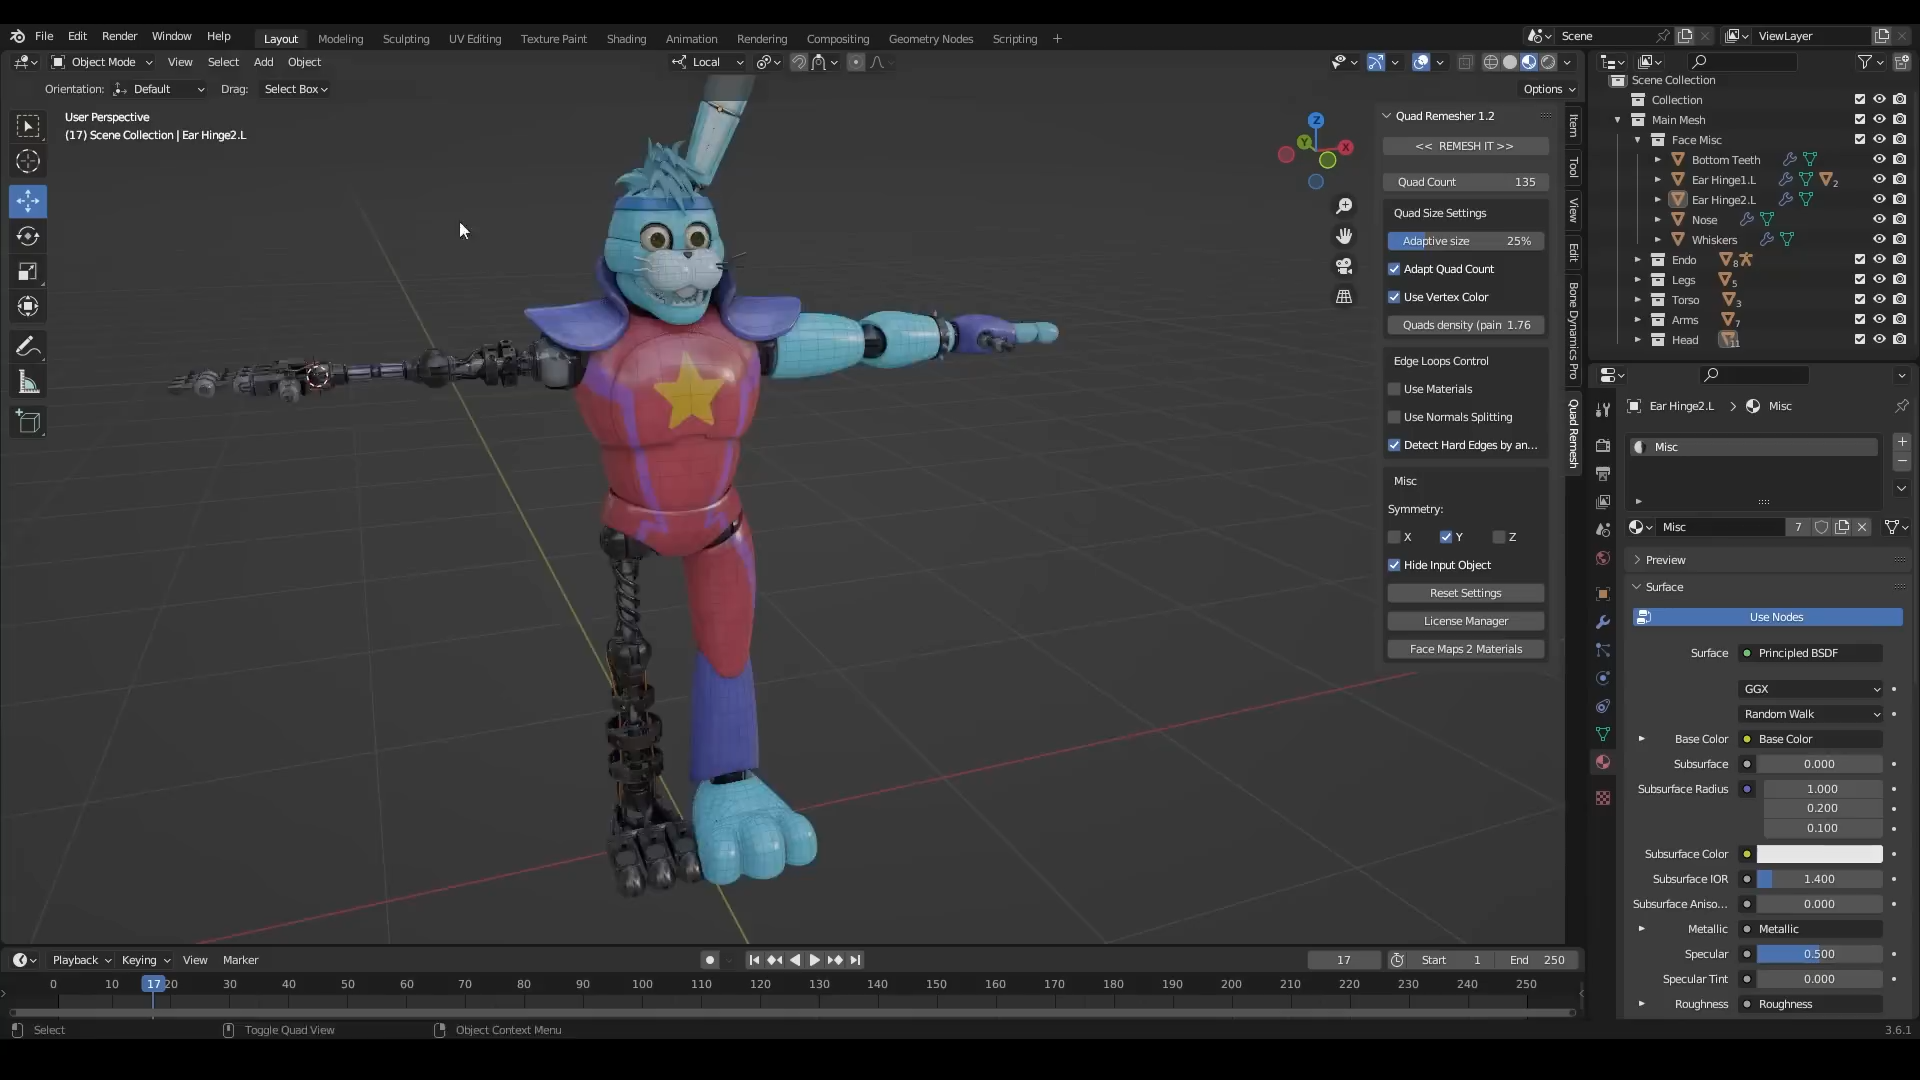 File Edit Render Window Help Layout Modeling Sculpting UV Editing Texture Paint Shading Animation Rendering Compositing Geometry Nodes Scripting + Scene ViewLayer
Object Mode View Select Add Object Local
Orientation: Default Drag: Select Box Options
User Perspective
(17) Scene Collection | Ear Hinge2.L
Z
Y
X
Quad Remesher 1.2
<< REMESH IT >>
Quad Count 135
Quad Size Settings
Adaptive size 25%
Adapt Quad Count
Use Vertex Color
Quads density (pain 1.76
Edge Loops Control
Use Materials
Use Normals Splitting
Detect Hard Edges by an...
Misc
Symmetry:
X Y Z
Hide Input Object
Reset Settings
License Manager
Face Maps 2 Materials
Item
Tool
View
Edit
Bone Dynamics Pro
Quad Remesh
Scene Collection
Collection
Main Mesh
Face Misc
Bottom Teeth
Ear Hinge1.L 2
Ear Hinge2.L
Nose
Whiskers
Endo 8
Legs 5
Torso 3
Arms 7
Head 11
Ear Hinge2.L > Misc
Misc
Misc 7
Preview
Surface
Use Nodes
Surface Principled BSDF
GGX
Random Walk
Base Color Base Color
Subsurface 0.000
Subsurface Radius 1.000
0.200
0.100
Subsurface Color
Subsurface IOR 1.400
Subsurface Aniso... 0.000
Metallic Metallic
Specular 0.500
Specular Tint 0.000
Roughness Roughness
Playback Keying View Marker 17 Start 1 End 250
0 10 17 20 30 40 50 60 70 80 90 100 110 120 130 140 150 160 170 180 190 200 210 220 230 240 250
Select Toggle Quad View Object Context Menu 3.6.1